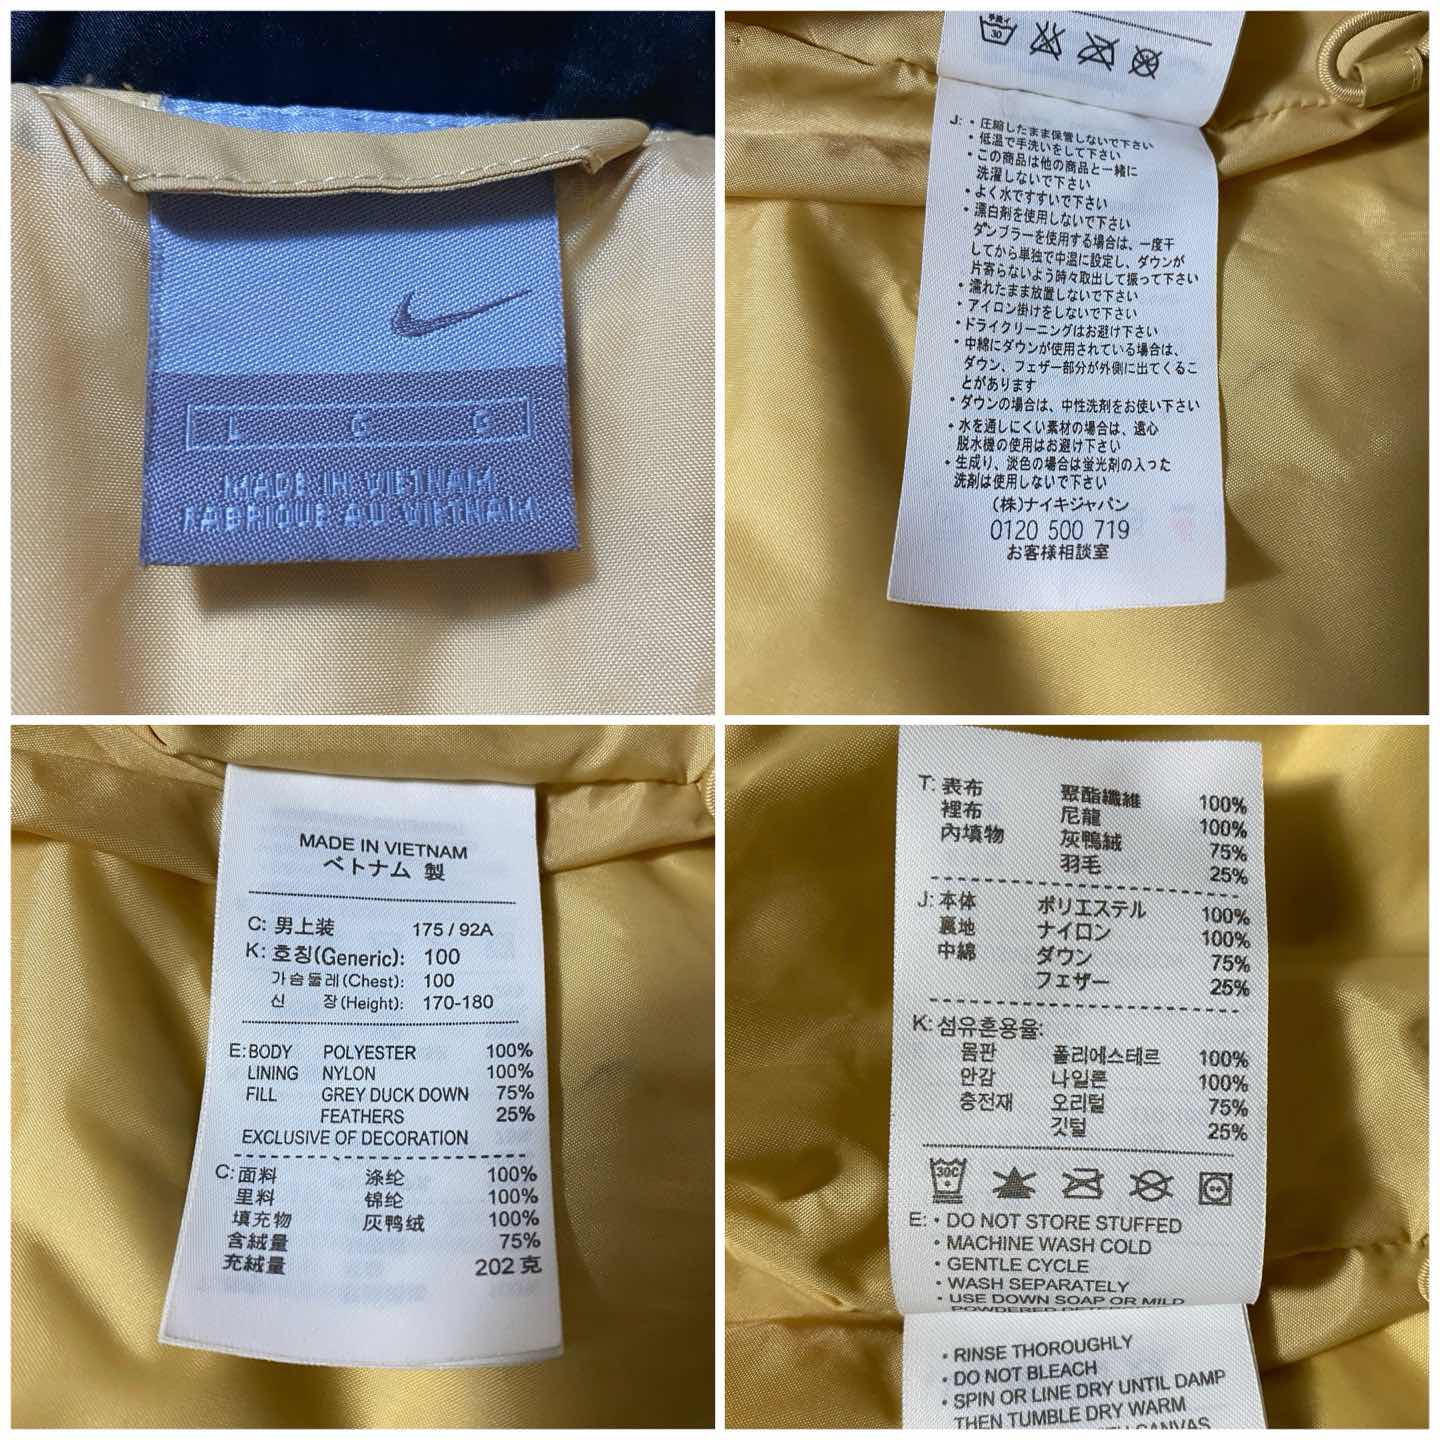 L G G
MADE IN VIETNAM
FABRIQUÉ AU VIETNAM
手洗イ
30
J: • 圧縮したまま保管しないで下さい
• 低温で手洗いをして下さい
• この商品は他の商品と一緒に
洗濯しないで下さい
• よく水ですすいで下さい
• 漂白剤を使用しないで下さい
ダンブラーを使用する場合は、一度干
してから単独で中温に設定し、ダウンが
片寄らないよう時々取出して振って下さい
• 濡れたまま放置しないで下さい
• アイロン掛けをしないで下さい
• ドライクリーニングはお避け下さい
• 中綿にダウンが使用されている場合は、
ダウン、フェザー部分が外側に出てくるこ
とがあります
• ダウンの場合は、中性洗剤をお使い下さい
• 水を通しにくい素材の場合は、遠心
脱水機の使用はお避け下さい
• 生成り、淡色の場合は蛍光剤の入った
洗剤は使用しないで下さい
(株)ナイキジャパン
0120 500 719
お客様相談室
MADE IN VIETNAM
ベトナム 製
C: 男上装 175 / 92A
K: 호칭(Generic): 100
가슴둘레(Chest): 100
신 장(Height): 170-180
E: BODY POLYESTER 100%
LINING NYLON 100%
FILL GREY DUCK DOWN 75%
FEATHERS 25%
EXCLUSIVE OF DECORATION
C: 面料 涤纶 100%
里料 锦纶 100%
填充物 灰鸭绒 100%
含絨量 75%
充絨量 202 克
T: 表布 聚酯纖維 100%
裡布 尼龍 100%
內填物 灰鴨絨 75%
羽毛 25%
J: 本体 ポリエステル 100%
裏地 ナイロン 100%
中綿 ダウン 75%
フェザー 25%
K: 섬유혼용율:
몸판 폴리에스테르 100%
안감 나일론 100%
충전재 오리털 75%
깃털 25%
30C
E: • DO NOT STORE STUFFED
• MACHINE WASH COLD
• GENTLE CYCLE
• WASH SEPARATELY
• USE DOWN SOAP OR MILD
POWDERED DETERGENT
• RINSE THOROUGHLY
• DO NOT BLEACH
• SPIN OR LINE DRY UNTIL DAMP
THEN TUMBLE DRY WARM
CANVAS